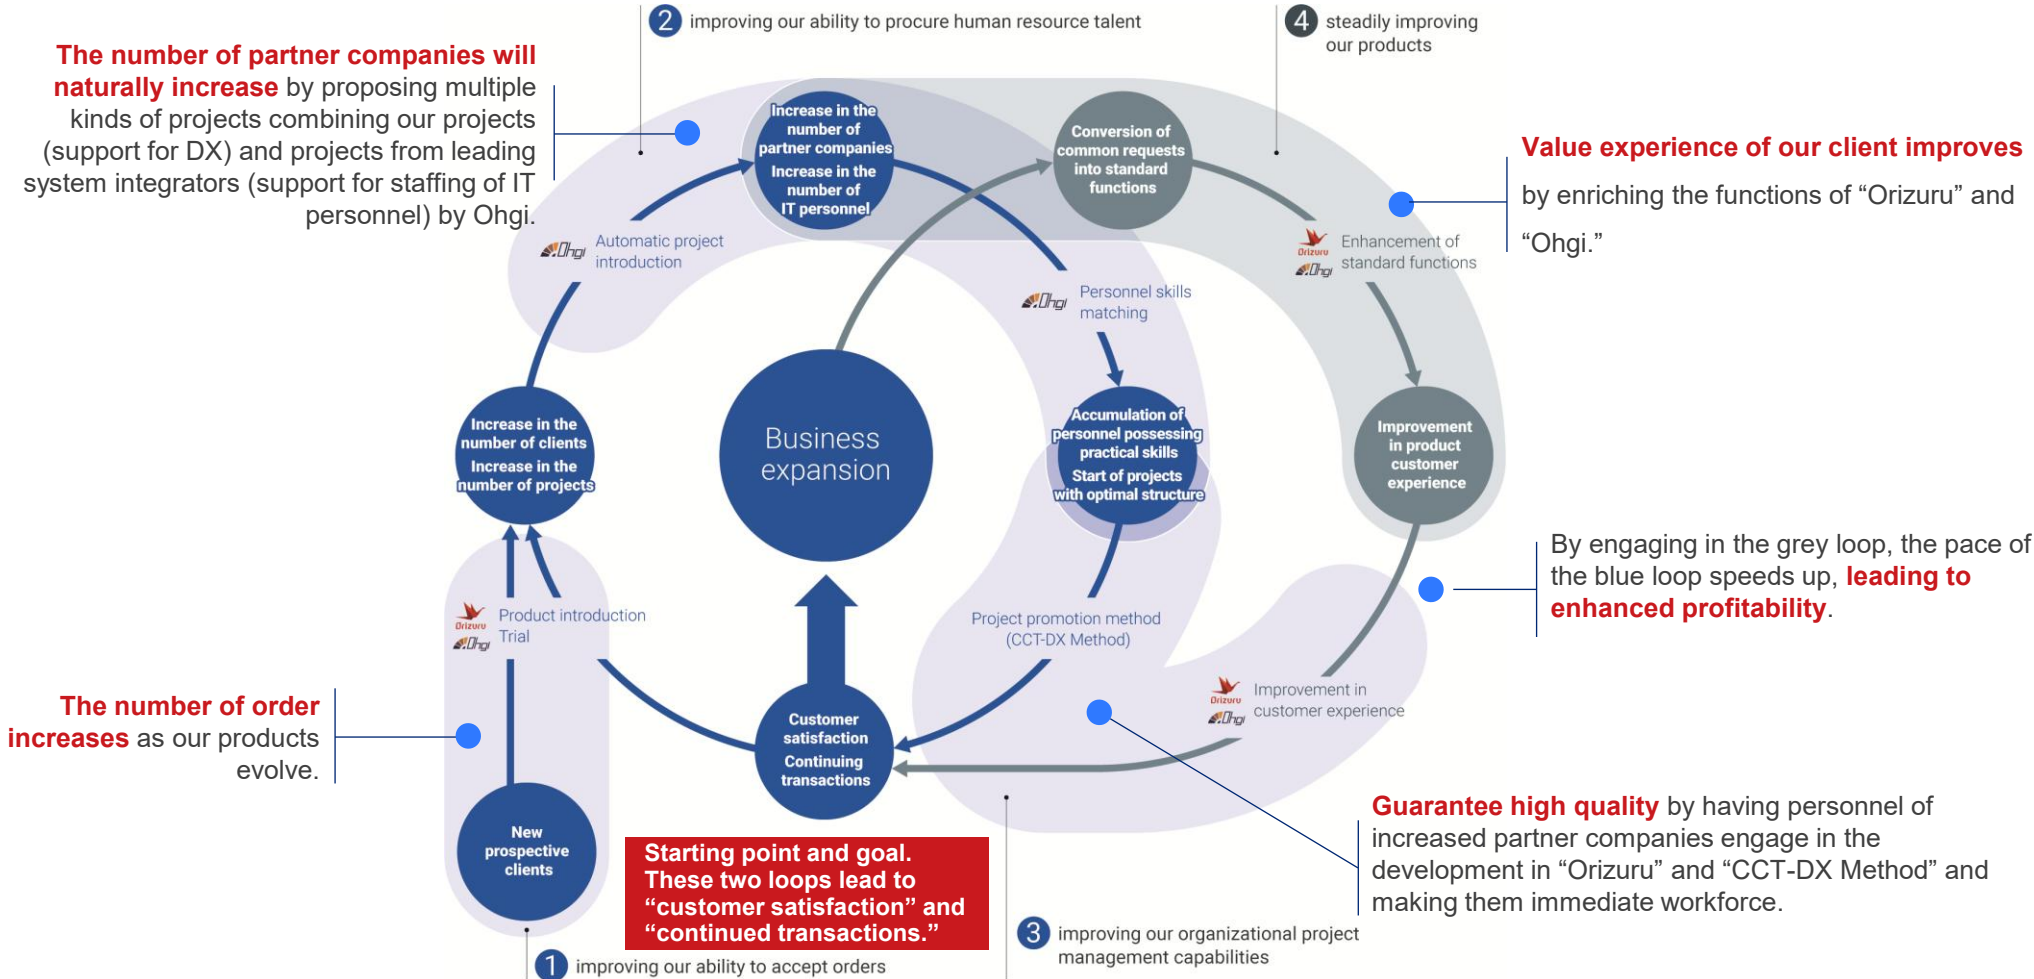 2 improving our ability to procure human resource talent
4 steadily improving
our products
The number of partner companies will
naturally increase by proposing multiple
kinds of projects combining our projects
(support for DX) and projects from leading
system integrators (support for staffing of IT
personnel) by Ohgi.
Increase in the
number of
partner companies
Increase in the
number of
IT personnel
Conversion of
common requests
into standard
functions
Value experience of our client improves
by enriching the functions of “Orizuru” and
“Ohgi.”
Ohgi
Automatic project
introduction
Orizuru
Ohgi
Enhancement of
standard functions
Ohgi
Personnel skills
matching
Increase in the
number of clients
Increase in the
number of projects
Business
expansion
Accumulation of
personnel possessing
practical skills
Start of projects
with optimal structure
Improvement
in product
customer
experience
By engaging in the grey loop, the pace of
the blue loop speeds up, leading to
enhanced profitability.
Orizuru
Ohgi
Product introduction
Trial
Project promotion method
(CCT-DX Method)
Orizuru
Ohgi
Improvement in
customer experience
The number of order
increases as our products
evolve.
Customer
satisfaction
Continuing
transactions
New
prospective
clients
Starting point and goal.
These two loops lead to
“customer satisfaction” and
“continued transactions.”
Guarantee high quality by having personnel of
increased partner companies engage in the
development in “Orizuru” and “CCT-DX Method” and
making them immediate workforce.
3 improving our organizational project
management capabilities
1 improving our ability to accept orders